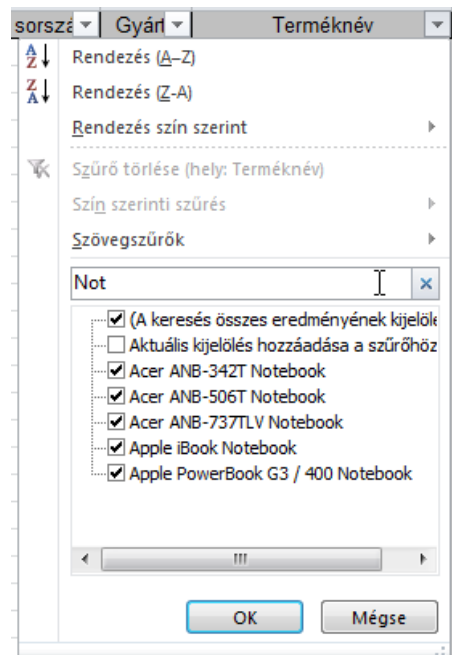 sorszá Gyárt Terméknév
Rendezés (A–Z)
Rendezés (Z-A)
Rendezés szín szerint
Szűrő törlése (hely: Terméknév)
Szín szerinti szűrés
Szövegszűrők
Not
(A keresés összes eredményének kijelöle
Aktuális kijelölés hozzáadása a szűrőhöz
Acer ANB-342T Notebook
Acer ANB-506T Notebook
Acer ANB-737TLV Notebook
Apple iBook Notebook
Apple PowerBook G3 / 400 Notebook
OK Mégse